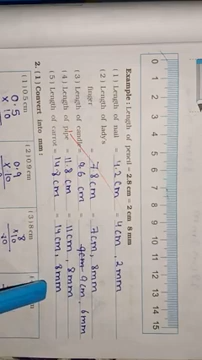 0 1 2 3 4 5 6 7 8 9 10 11 12 13 14 15
Example : Length of pencil = 2.8 cm = 2 cm 8 mm
(1) Length of nail = 4.2 cm = 4 cm, 2 mm
(2) Length of lady's
finger = 7.8 cm = 7 cm, 8 mm
(3) Length of candle = 9.6 cm = 9 cm, 6 mm
(4) Length of pipe = 11.8 cm = 11 cm, 8 mm
(5) Length of carrot = 14.8 cm = 14 cm, 8 mm
2. (1) Convert into mm :
(1) 0.5 cm (2) 0.9 cm (3) 8 cm
0.5 0.9 8
× 10 × 10 × 10